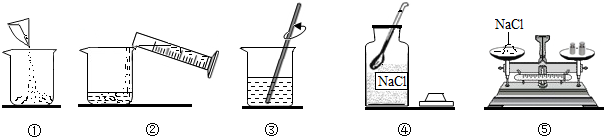 NaCl
NaCl
① ② ③ ④ ⑤